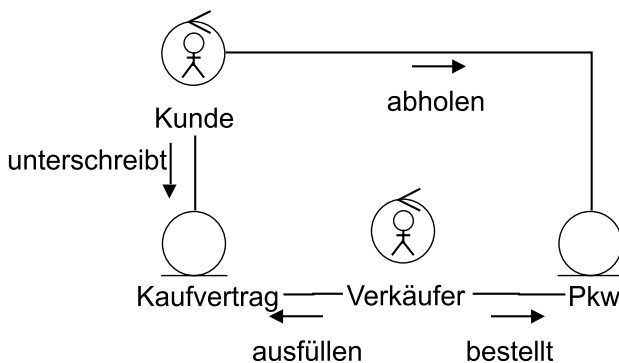 abholen
Kunde
unterschreibt
Kaufvertrag
Verkäufer
Pkw
ausfüllen
bestellt